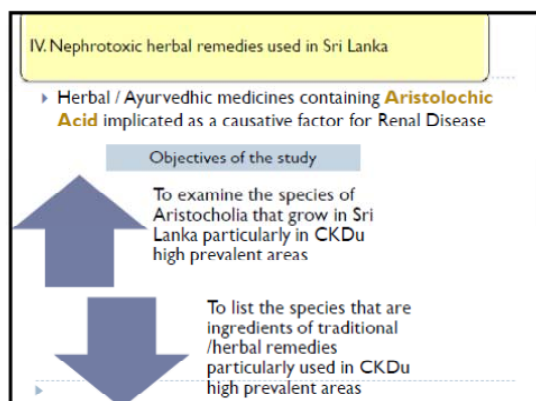 IV. Nephrotoxic herbal remedies used in Sri Lanka
Herbal / Ayurvedhic medicines containing Aristolochic
Acid implicated as a causative factor for Renal Disease
Objectives of the study
To examine the species of
Aristocholia that grow in Sri
Lanka particularly in CKDu
high prevalent areas
To list the species that are
ingredients of traditional
/herbal remedies
particularly used in CKDu
high prevalent areas